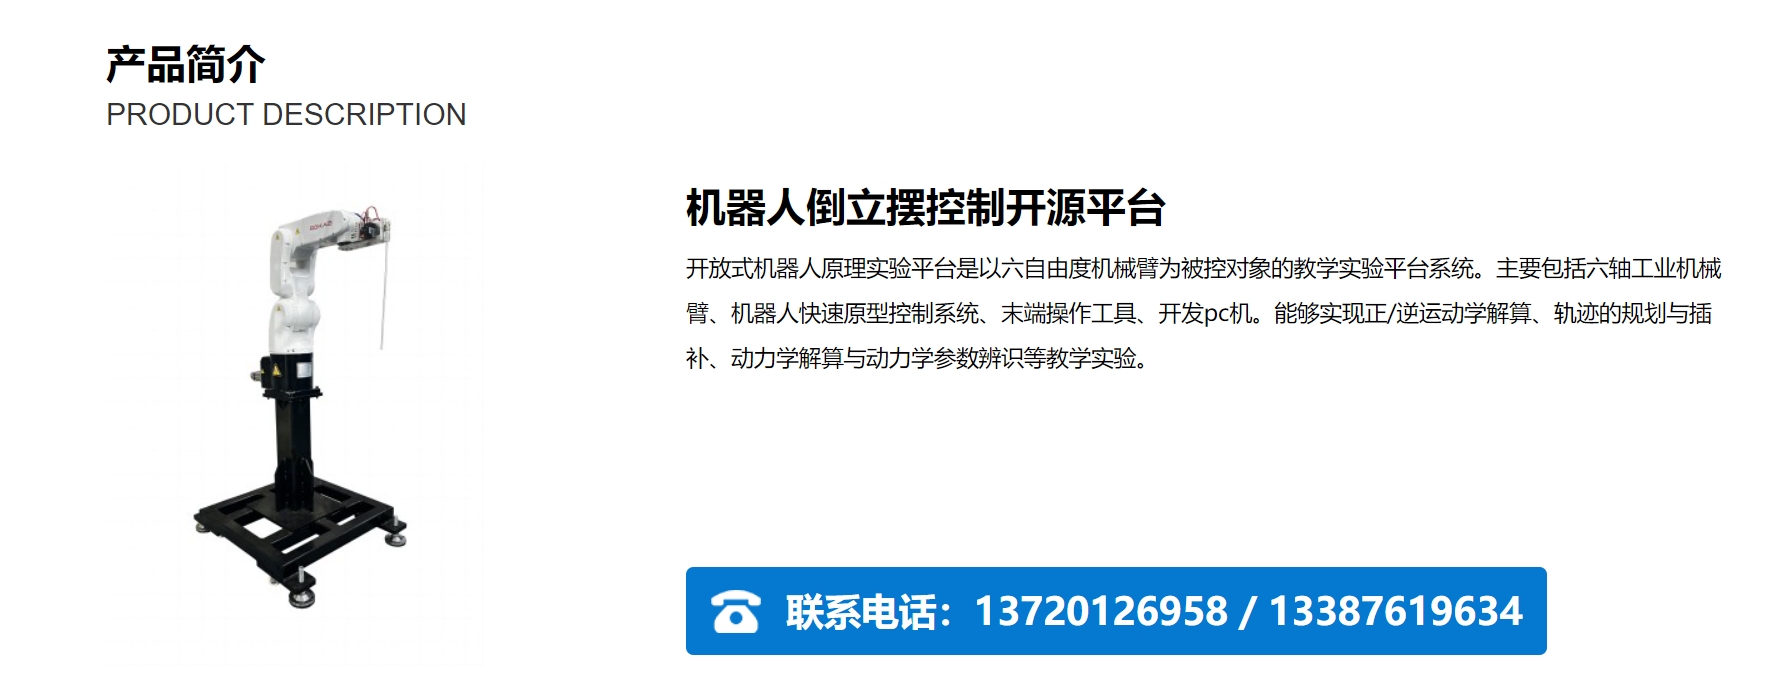 产品简介
PRODUCT DESCRIPTION
机器人倒立摆控制开源平台
开放式机器人原理实验平台是以六自由度机械臂为被控对象的教学实验平台系统。主要包括六轴工业机械
臂、机器人快速原型控制系统、末端操作工具、开发pc机。能够实现正/逆运动学解算、轨迹的规划与插
补、动力学解算与动力学参数辨识等教学实验。
联系电话：13720126958 / 13387619634